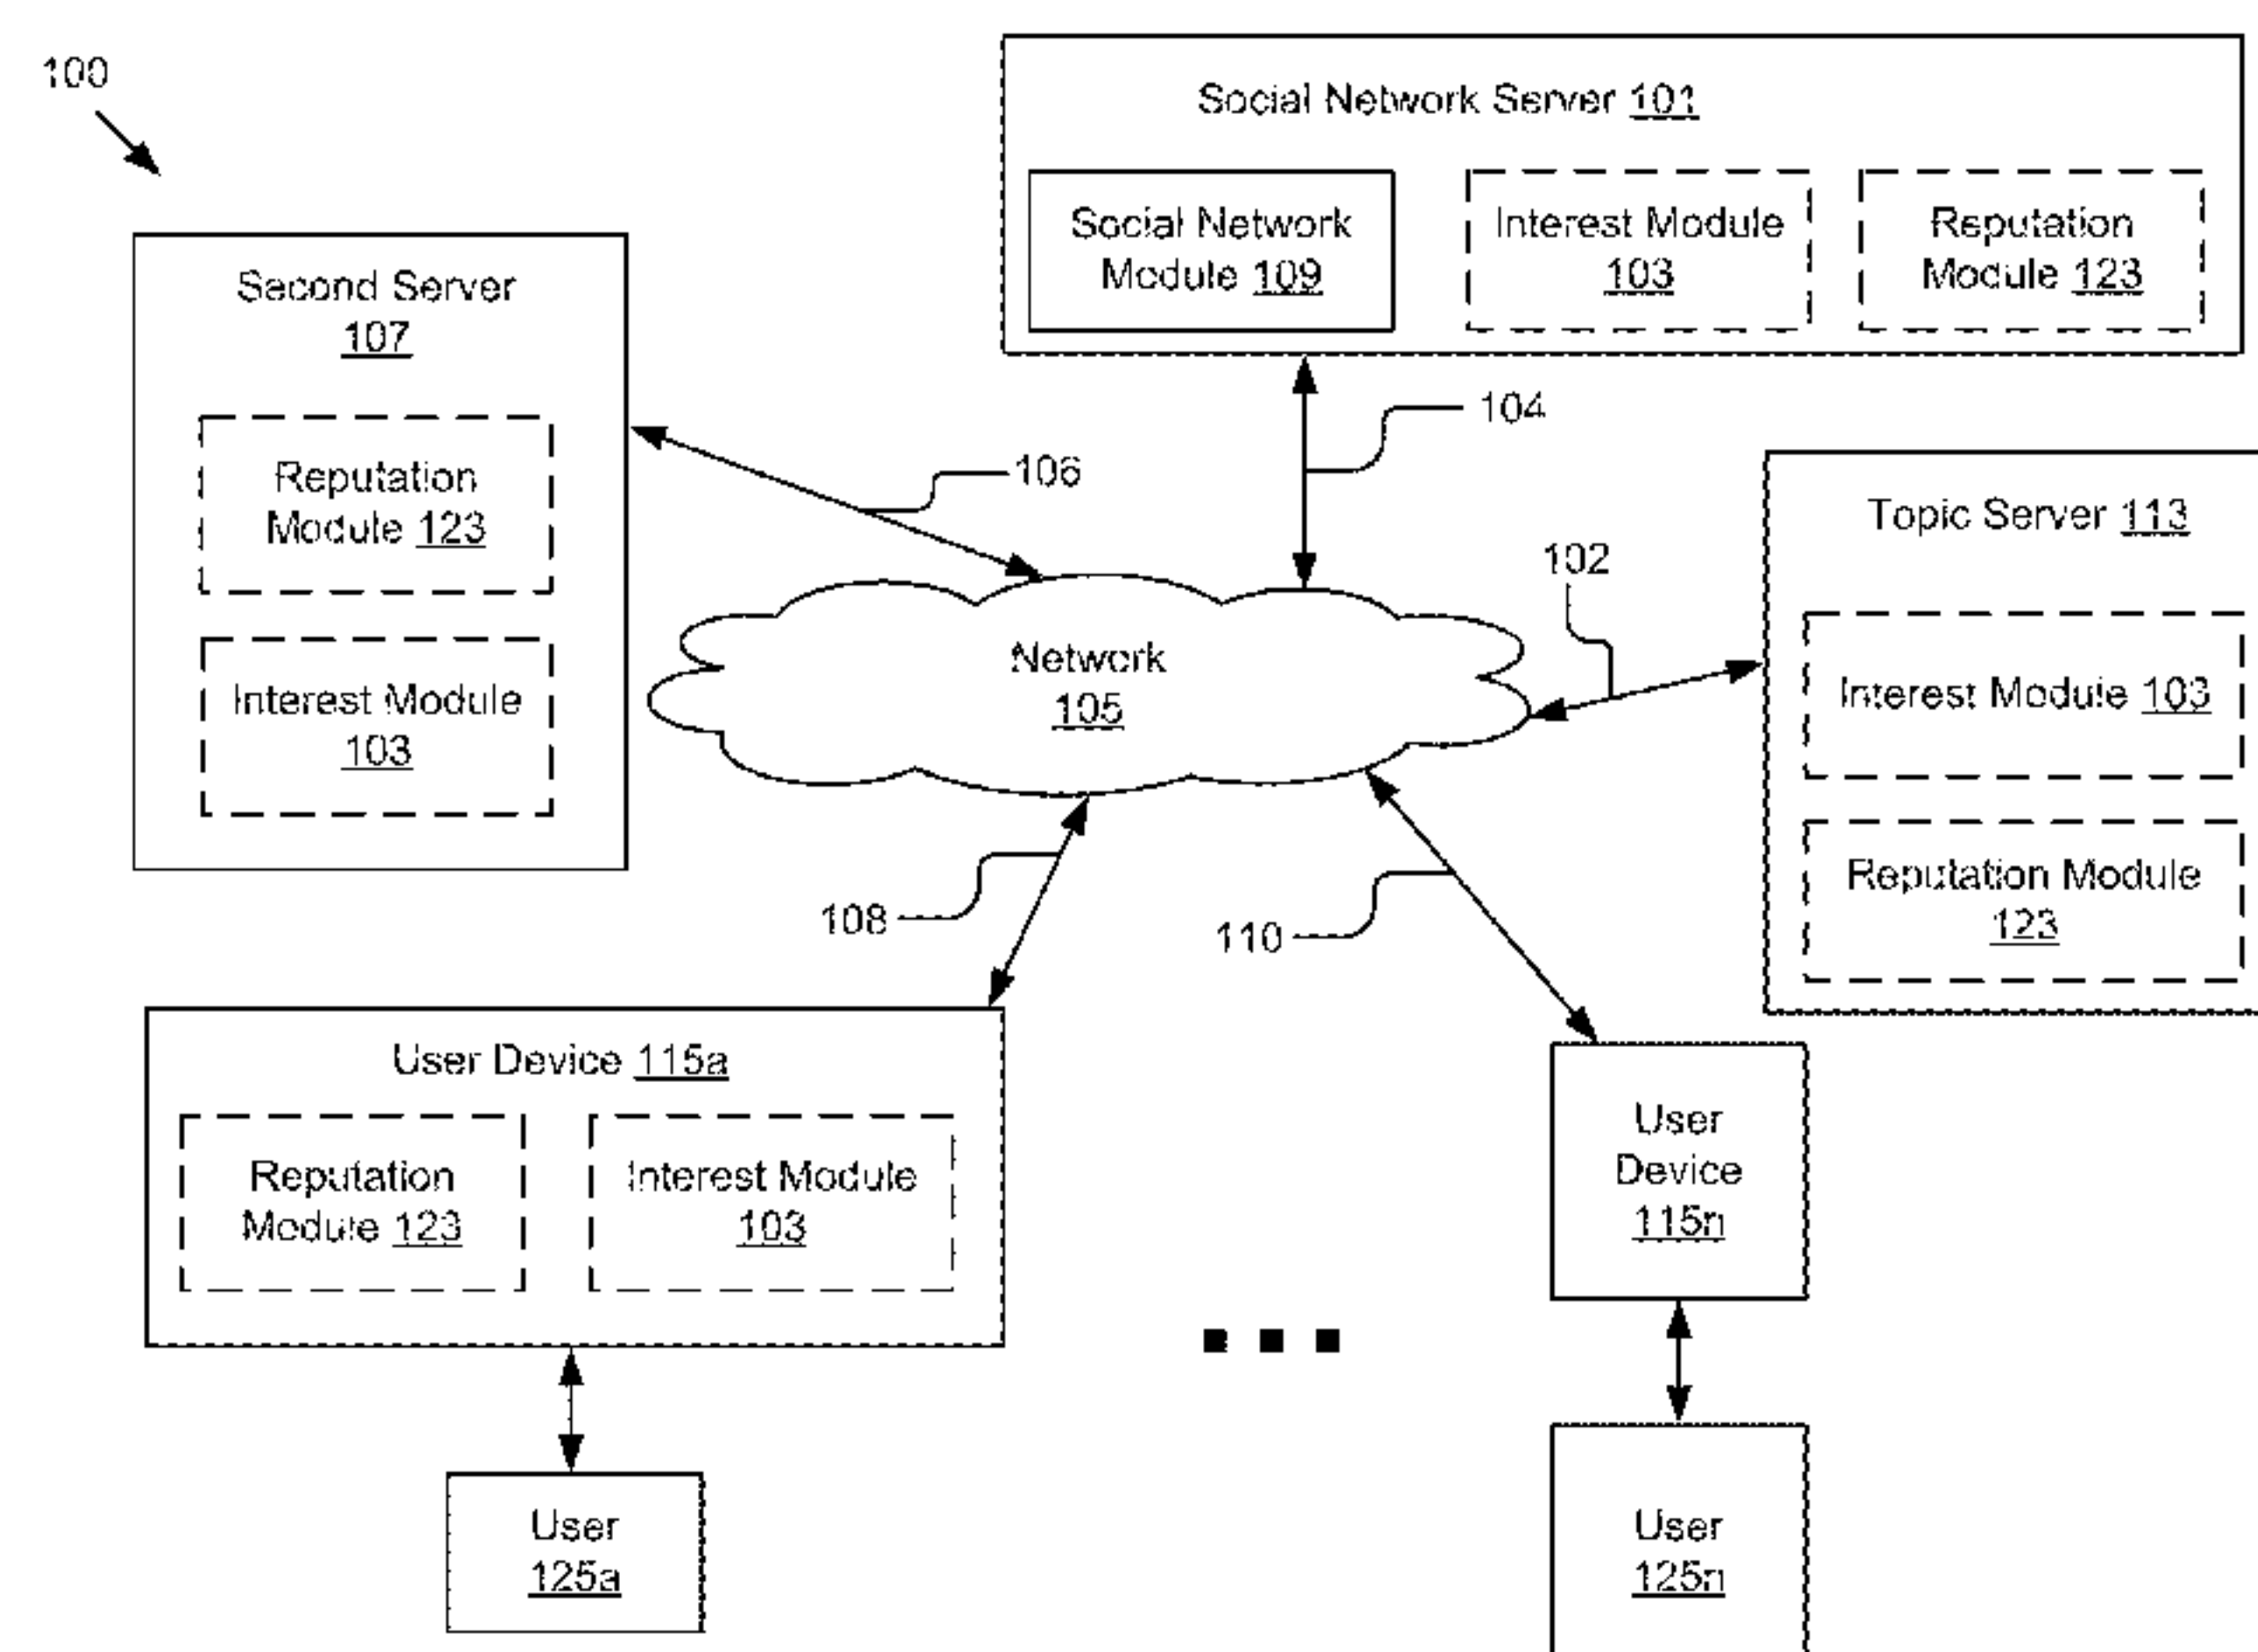 100
Social Network Server 101
Social Network
Module 109
Interest Module
103
Reputation
Module 123
Second Server
107
Reputation
Module 123
Interest Module
103
106
104
102
Network
105
Topic Server 113
Interest Module 103
Reputation Module
123
108
110
User Device 115a
Reputation
Module 123
Interest Module
103
User
Device
115n
User
125a
User
125n